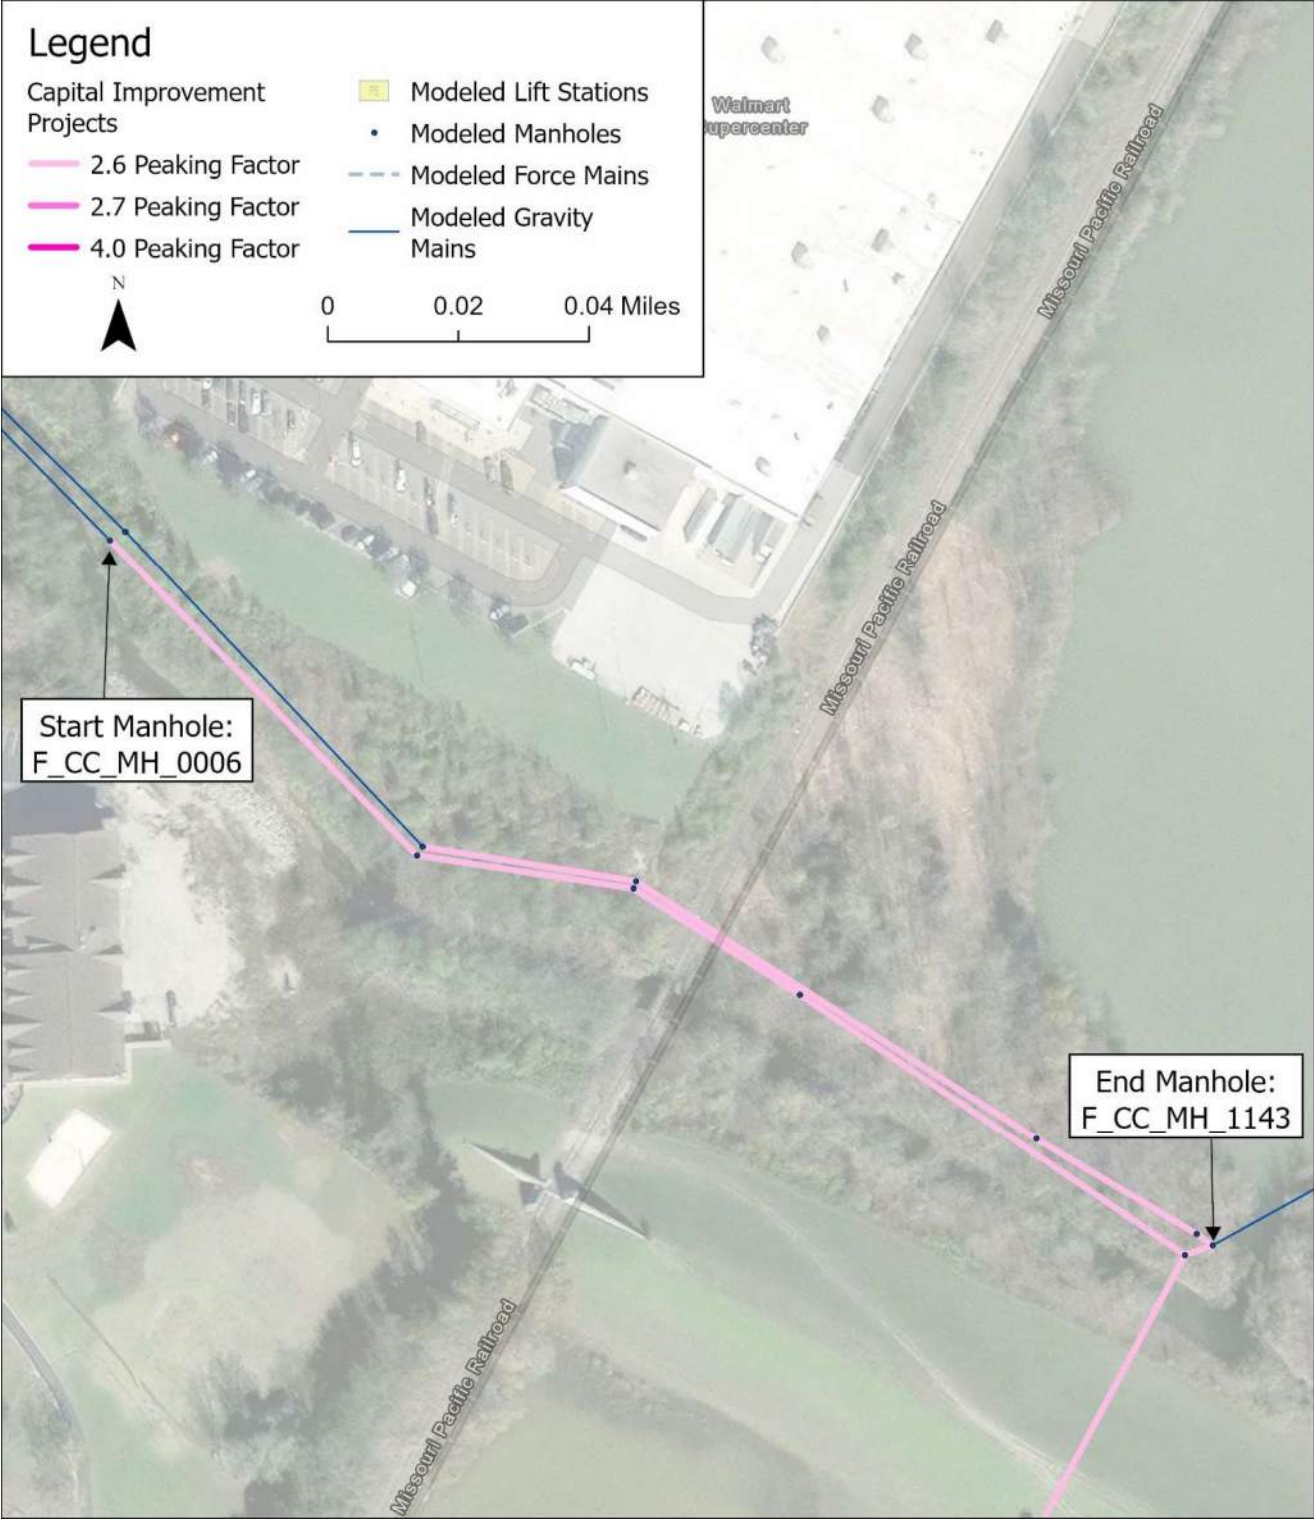 Legend
Capital Improvement
Projects
2.6 Peaking Factor
2.7 Peaking Factor
4.0 Peaking Factor
Modeled Lift Stations
Modeled Manholes
Modeled Force Mains
Modeled Gravity
Mains
N
0 0.02 0.04 Miles
Walmart
upercenter
Missouri Pacific Railroad
Missouri Pacific Railroad
Start Manhole:
F_CC_MH_0006
End Manhole:
F_CC_MH_1143
Missouri Pacific Railroad